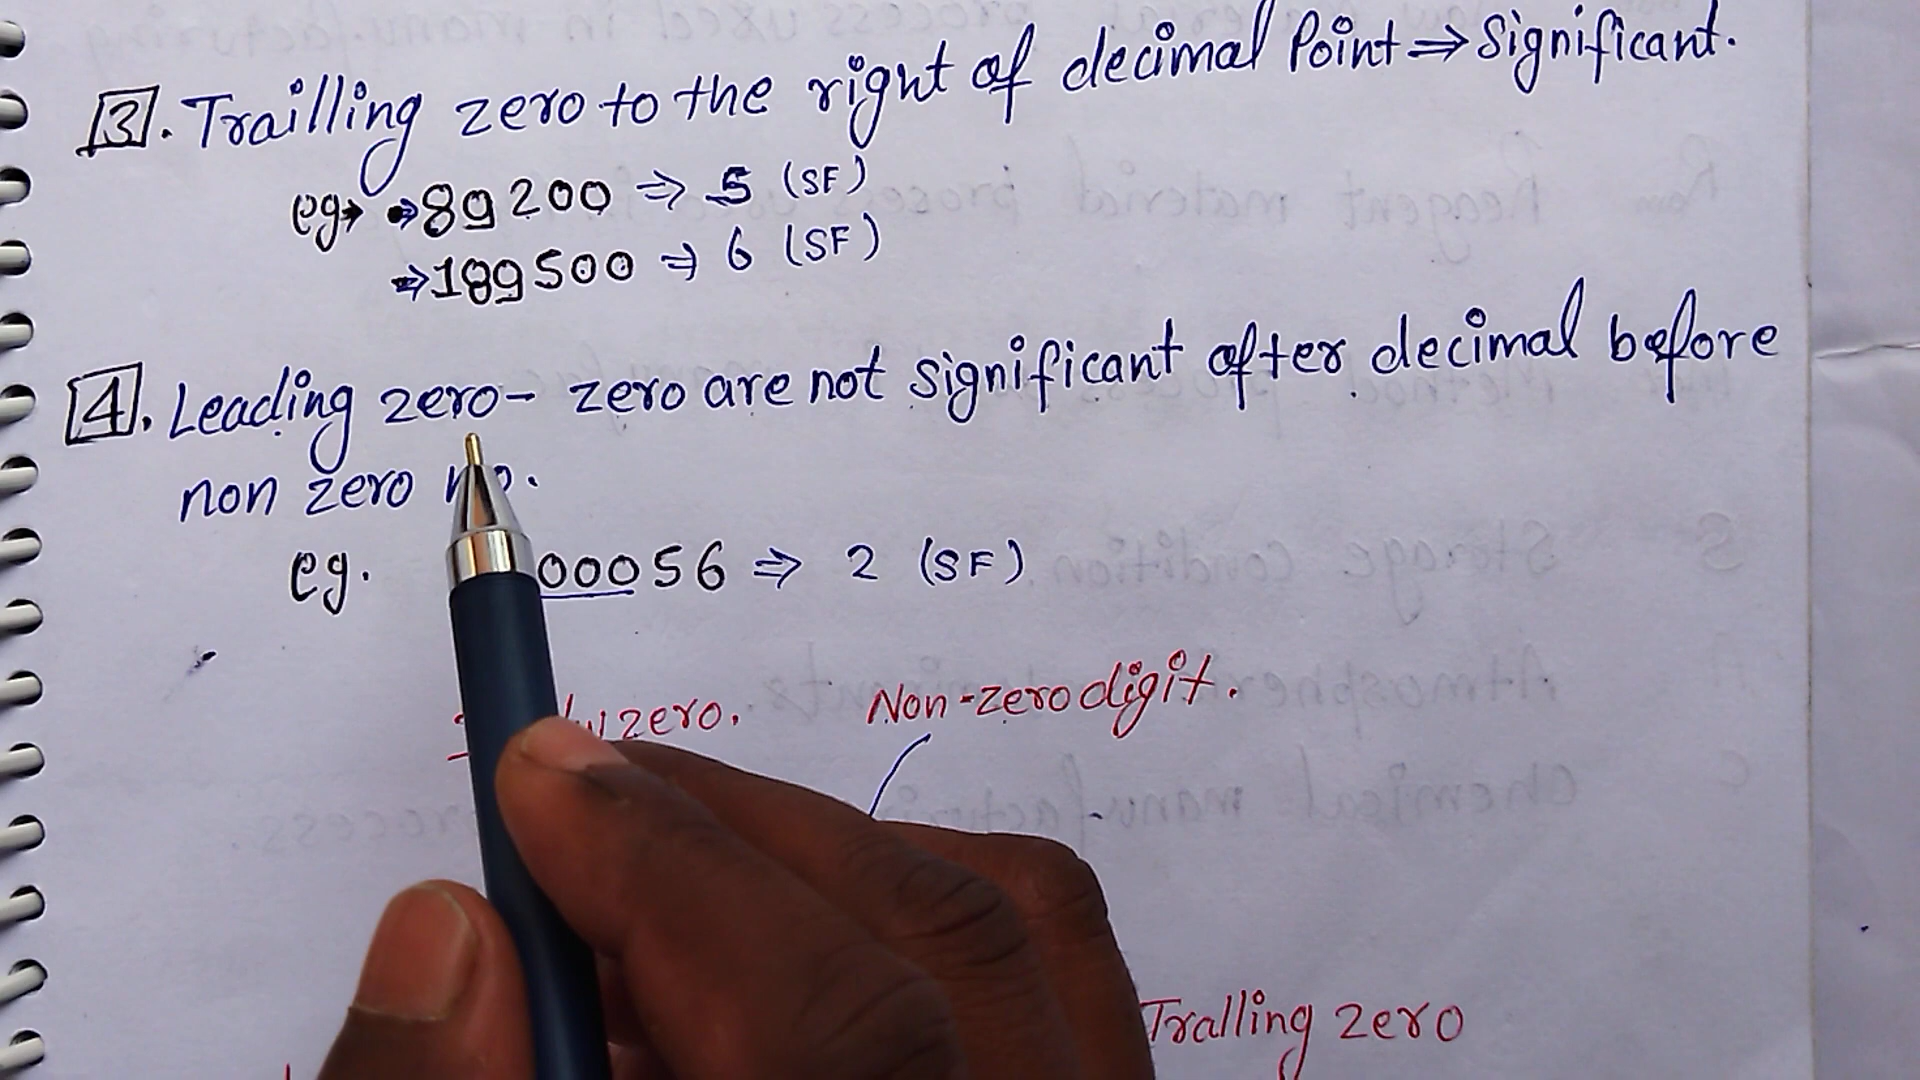 3. Trailling zero to the right of decimal Point ⇒ Significant.
eg → ⇒ 89200 ⇒ 5 (SF)
⇒ 189500 ⇒ 6 (SF)
4. Leading zero - zero are not significant after decimal before
non zero no.
eg. 00056 ⇒ 2 (SF)
zero. Non-zero digit.
Tralling zero